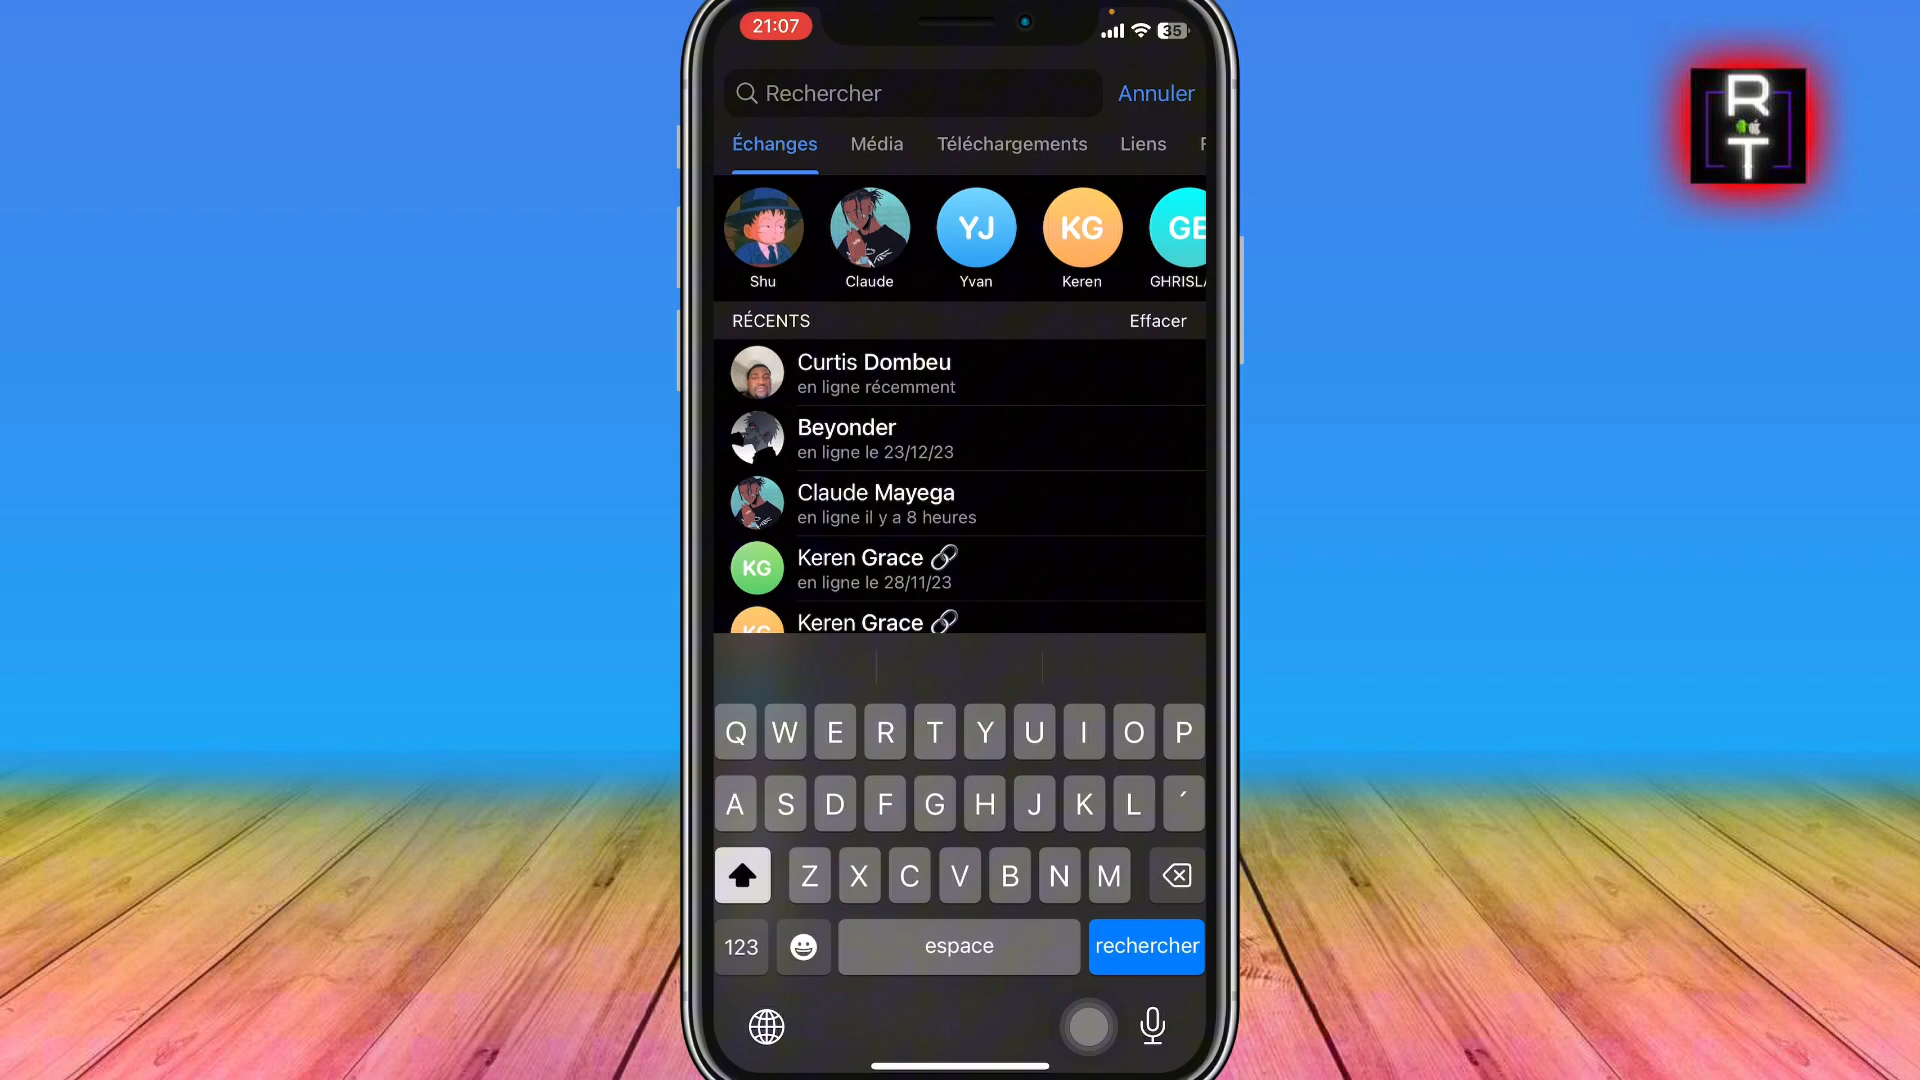 21:07
35
R
T
Rechercher
Annuler
Échanges
Média
Téléchargements
Liens
YJ
KG
GE
Shu
Claude
Yvan
Keren
GHRISL
RÉCENTS
Effacer
Curtis Dombeu
en ligne récemment
Beyonder
en ligne le 23/12/23
Claude Mayega
en ligne il y a 8 heures
KG
Keren Grace 🔗
en ligne le 28/11/23
KG
Keren Grace 🔗
Q W E R T Y U I O P
A S D F G H J K L ´
Z X C V B N M
123
espace
rechercher